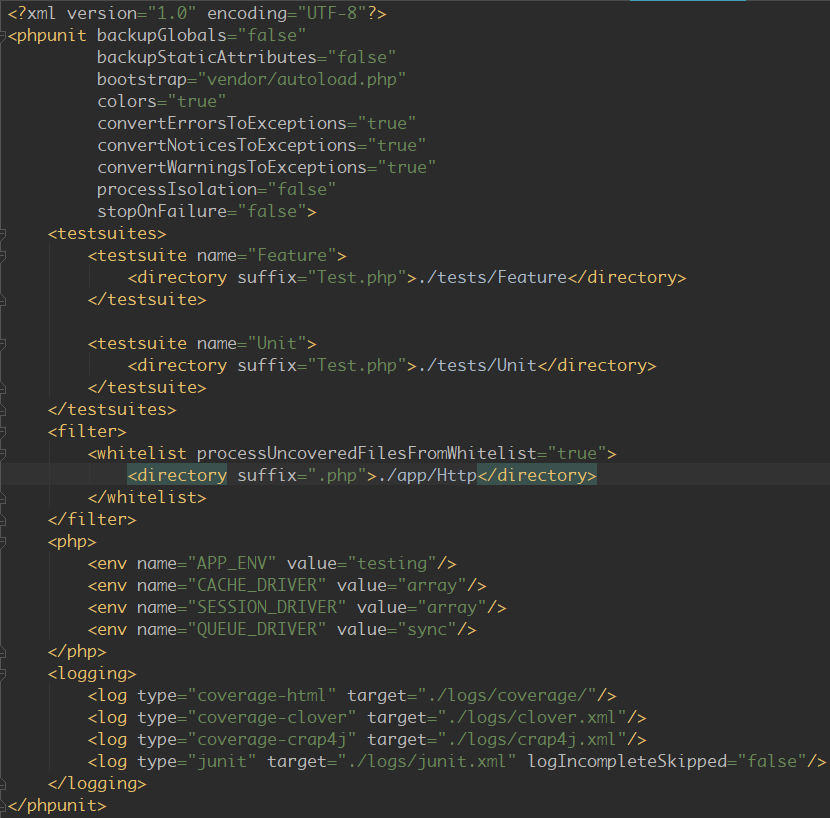 <?xml version="1.0" encoding="UTF-8"?>
<phpunit backupGlobals="false"
         backupStaticAttributes="false"
         bootstrap="vendor/autoload.php"
         colors="true"
         convertErrorsToExceptions="true"
         convertNoticesToExceptions="true"
         convertWarningsToExceptions="true"
         processIsolation="false"
         stopOnFailure="false">
    <testsuites>
        <testsuite name="Feature">
            <directory suffix="Test.php">./tests/Feature</directory>
        </testsuite>

        <testsuite name="Unit">
            <directory suffix="Test.php">./tests/Unit</directory>
        </testsuite>
    </testsuites>
    <filter>
        <whitelist processUncoveredFilesFromWhitelist="true">
            <directory suffix=".php">./app/Http</directory>
        </whitelist>
    </filter>
    <php>
        <env name="APP_ENV" value="testing"/>
        <env name="CACHE_DRIVER" value="array"/>
        <env name="SESSION_DRIVER" value="array"/>
        <env name="QUEUE_DRIVER" value="sync"/>
    </php>
    <logging>
        <log type="coverage-html" target="./logs/coverage/"/>
        <log type="coverage-clover" target="./logs/clover.xml"/>
        <log type="coverage-crap4j" target="./logs/crap4j.xml"/>
        <log type="junit" target="./logs/junit.xml" logIncompleteSkipped="false"/>
    </logging>
</phpunit>